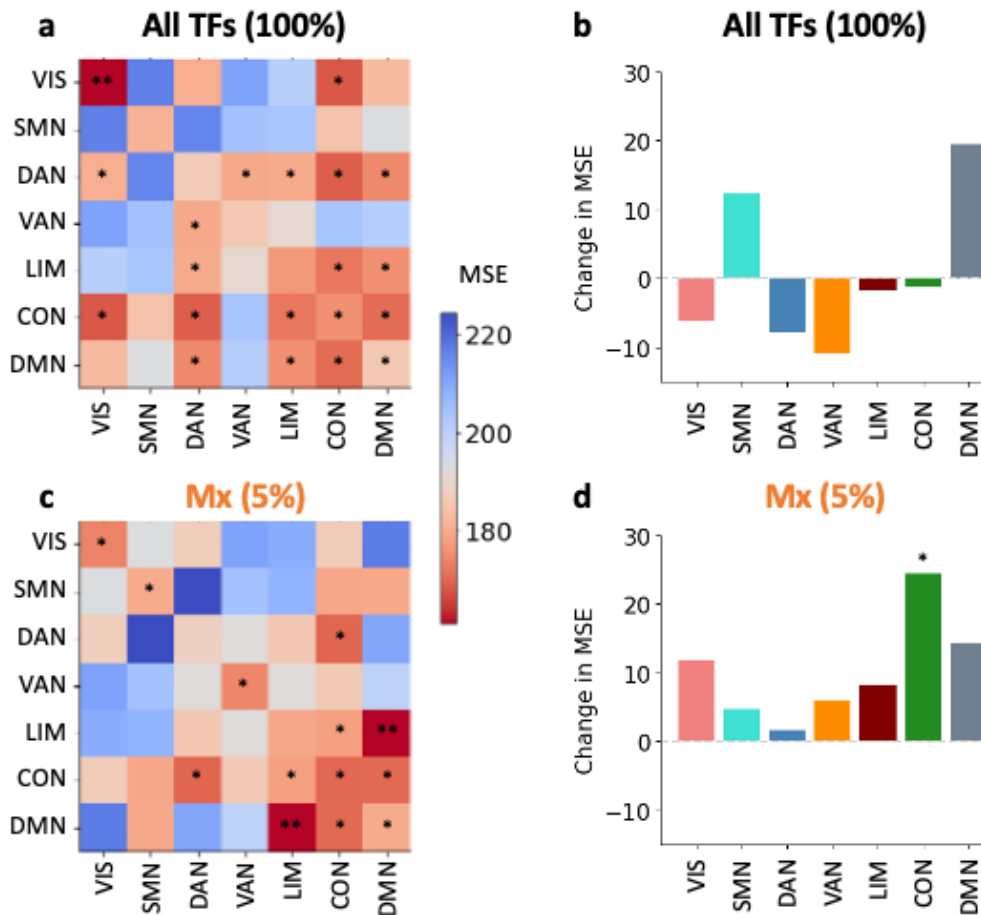 a All TFs (100%)
VIS ** *
SMN
DAN * * * * *
VAN *
LIM * * *
CON * * * * *
DMN * * * *
VIS SMN DAN VAN LIM CON DMN
MSE
220
200
180
b All TFs (100%)
Change in MSE
30
20
10
0
−10
VIS SMN DAN VAN LIM CON DMN
c Mx (5%)
VIS *
SMN *
DAN *
VAN *
LIM * **
CON * * * *
DMN ** * *
VIS SMN DAN VAN LIM CON DMN
d Mx (5%)
Change in MSE
30
20
10
0
−10
*
VIS SMN DAN VAN LIM CON DMN